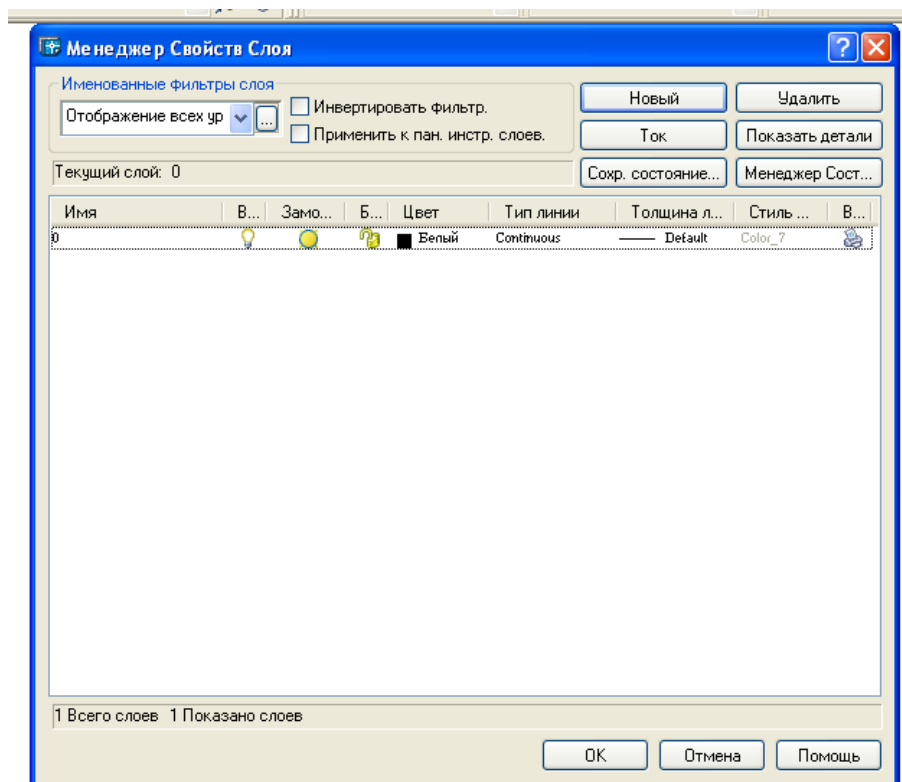 Менеджер Свойств Слоя
Именованные фильтры слоя
Отображение всех ур
...
Инвертировать фильтр.
Применить к пан. инстр. слоев.
Новый
Удалить
Ток
Показать детали
Текущий слой: 0
Сохр. состояние...
Менеджер Сост...
Имя В... Замо... Б... Цвет Тип линии Толщина л... Стиль ... В...
0 Белый Continuous Default Color_7
1 Всего слоев 1 Показано слоев
OK Отмена Помощь